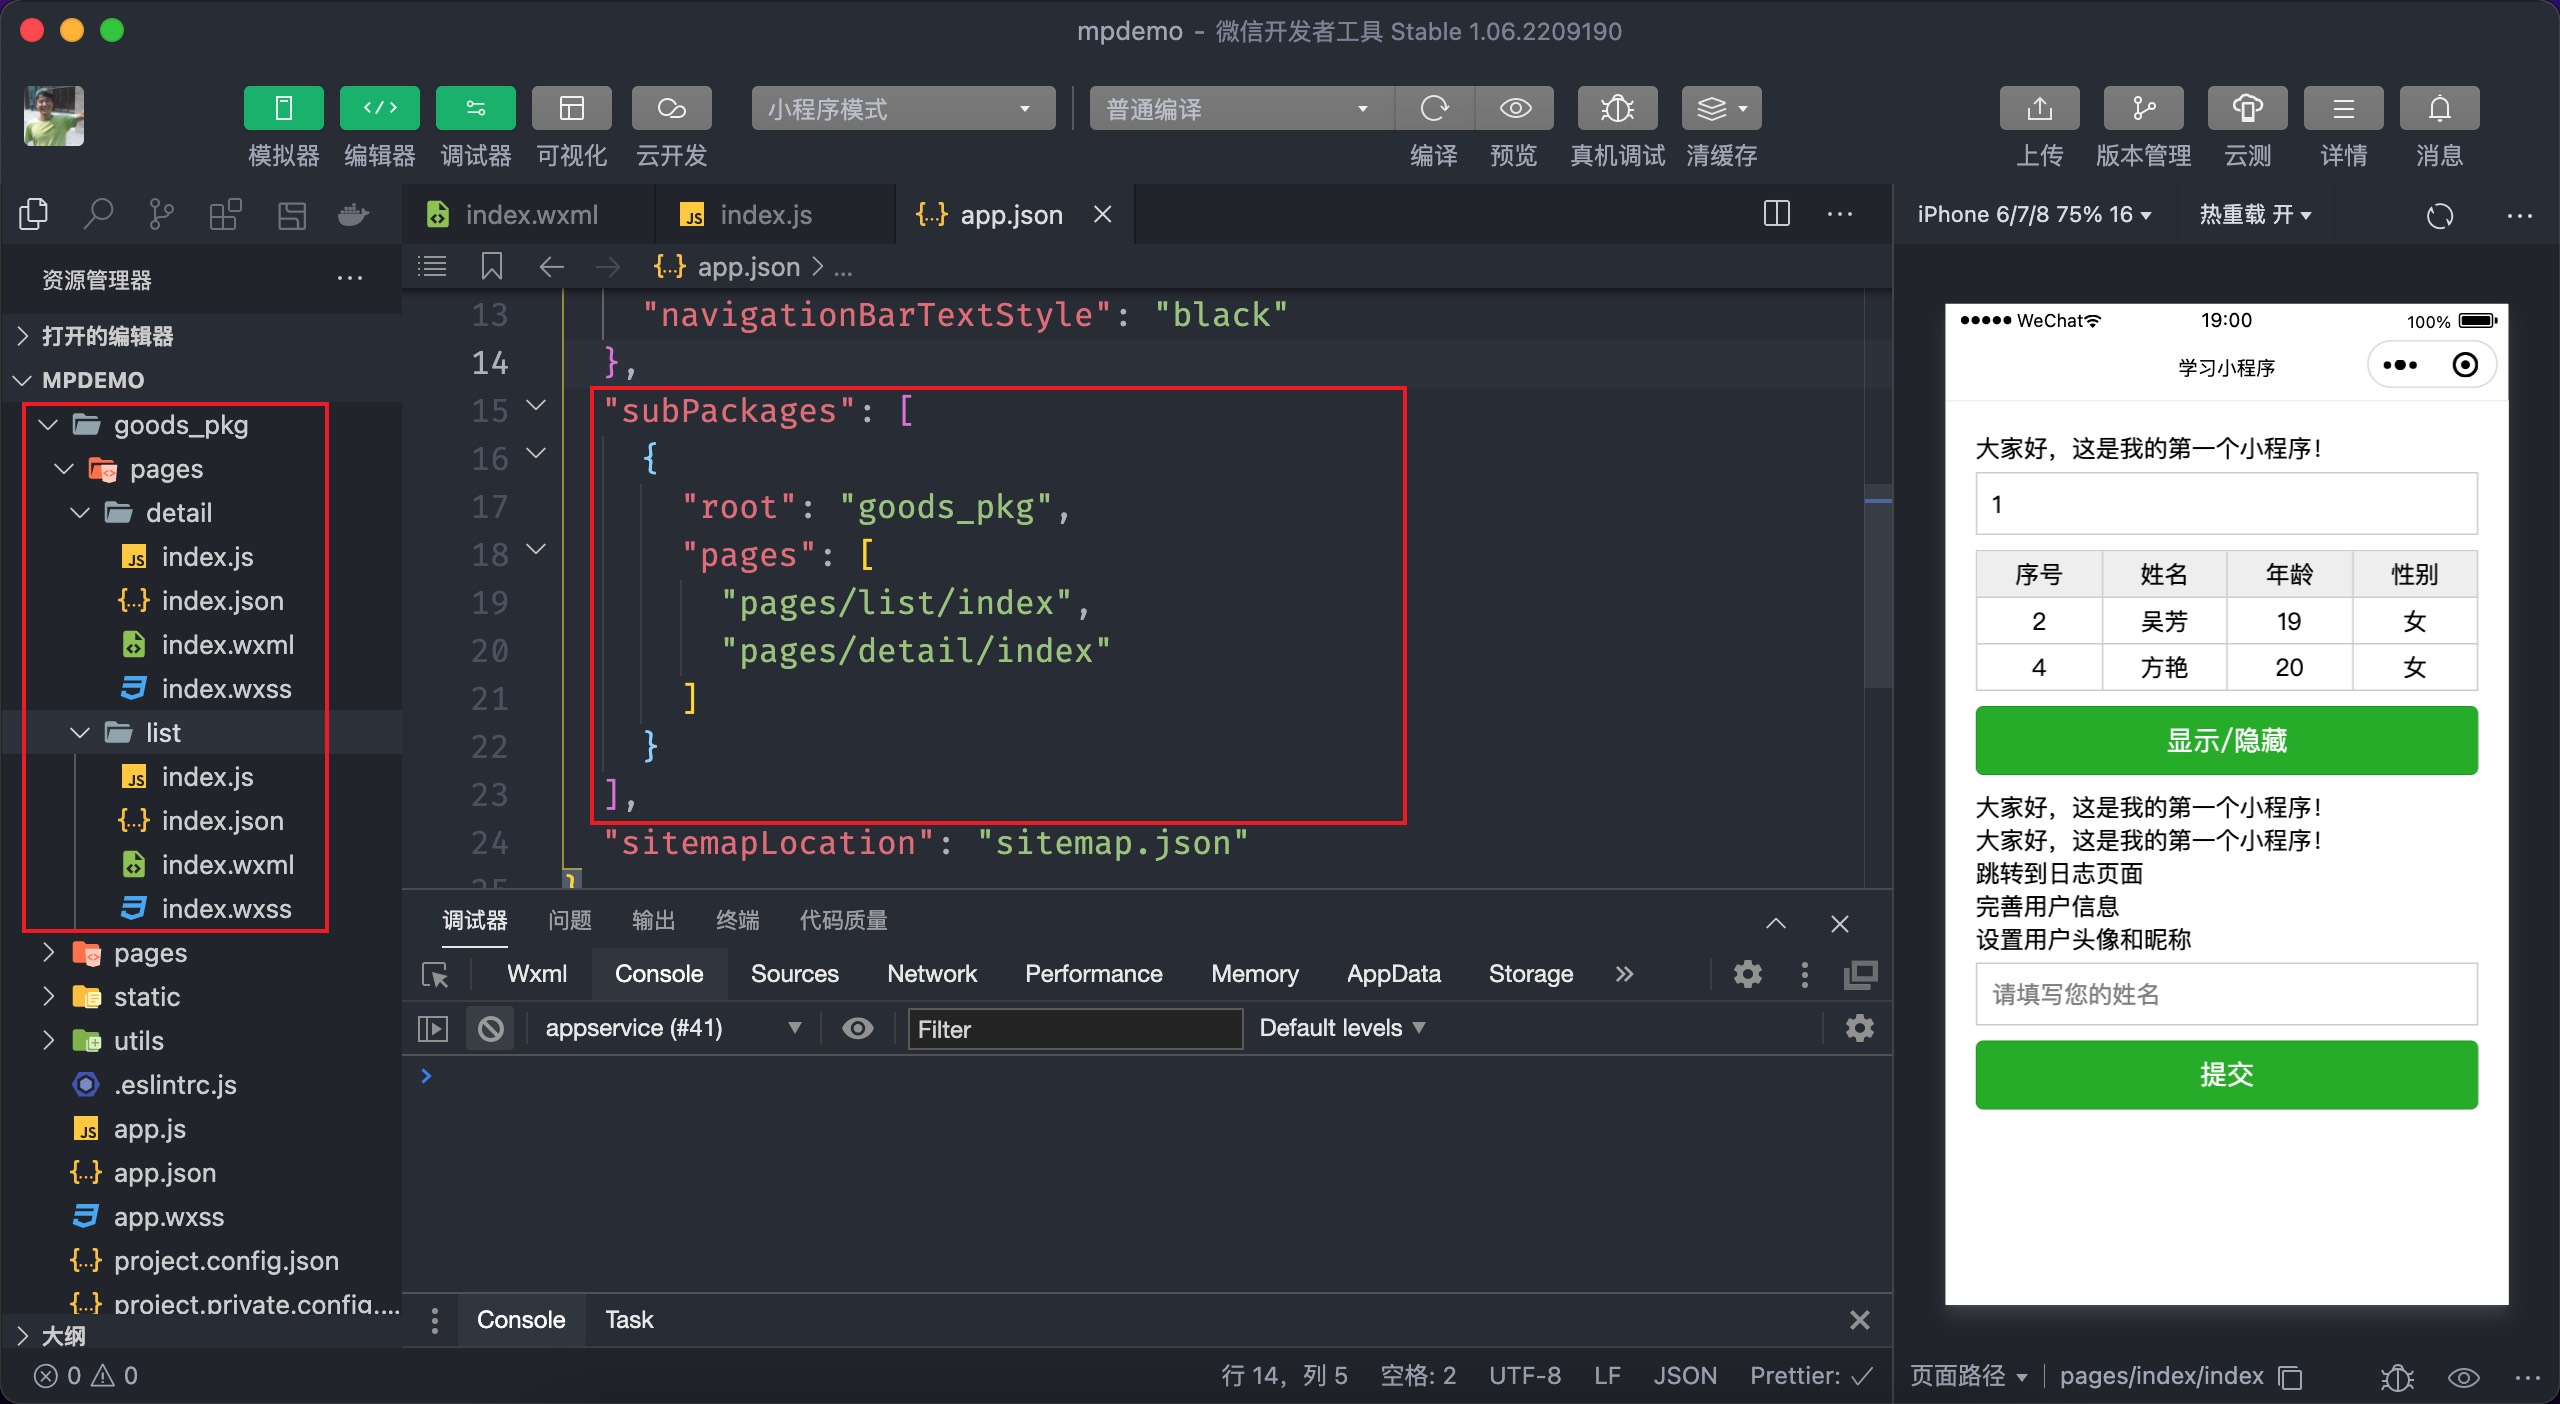 mpdemo - 微信开发者工具 Stable 1.06.2209190
小程序模式
普通编译
模拟器 编辑器 调试器 可视化 云开发
编译 预览 真机调试 清缓存
上传 版本管理 云测 详情 消息
资源管理器
打开的编辑器
MPDEMO
goods_pkg
pages
detail
JS index.js
{..} index.json
index.wxml
index.wxss
list
JS index.js
{..} index.json
index.wxml
index.wxss
pages
static
utils
.eslintrc.js
JS app.js
{..} app.json
app.wxss
{..} project.config.json
{..} project.private.config....
大纲
0 0
index.wxml
JS index.js
{..} app.json
{..} app.json > ...
13 "navigationBarTextStyle": "black"
14 },
15 "subPackages": [
16 {
17 "root": "goods_pkg",
18 "pages": [
19 "pages/list/index",
20 "pages/detail/index"
21 ]
22 }
23 ],
24 "sitemapLocation": "sitemap.json"
25 }
调试器 问题 输出 终端 代码质量
Wxml Console Sources Network Performance Memory AppData Storage »
appservice (#41)
Filter
Default levels
Console Task
行 14，列 5 空格: 2 UTF-8 LF JSON Prettier: ✓
iPhone 6/7/8 75% 16
热重载 开
WeChat 19:00 100%
学习小程序
大家好，这是我的第一个小程序！
1
序号 姓名 年龄 性别
2 吴芳 19 女
4 方艳 20 女
显示/隐藏
大家好，这是我的第一个小程序！
大家好，这是我的第一个小程序！
跳转到日志页面
完善用户信息
设置用户头像和昵称
请填写您的姓名
提交
页面路径 pages/index/index